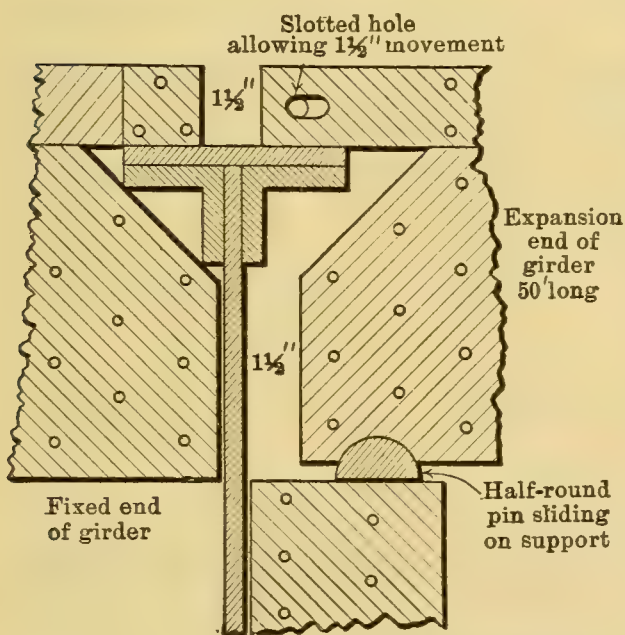 Slotted hole
allowing 1½" movement
1½"
Expansion
end of
girder
50'long
1½"
Fixed end
of girder
Half-round
pin sliding
on support